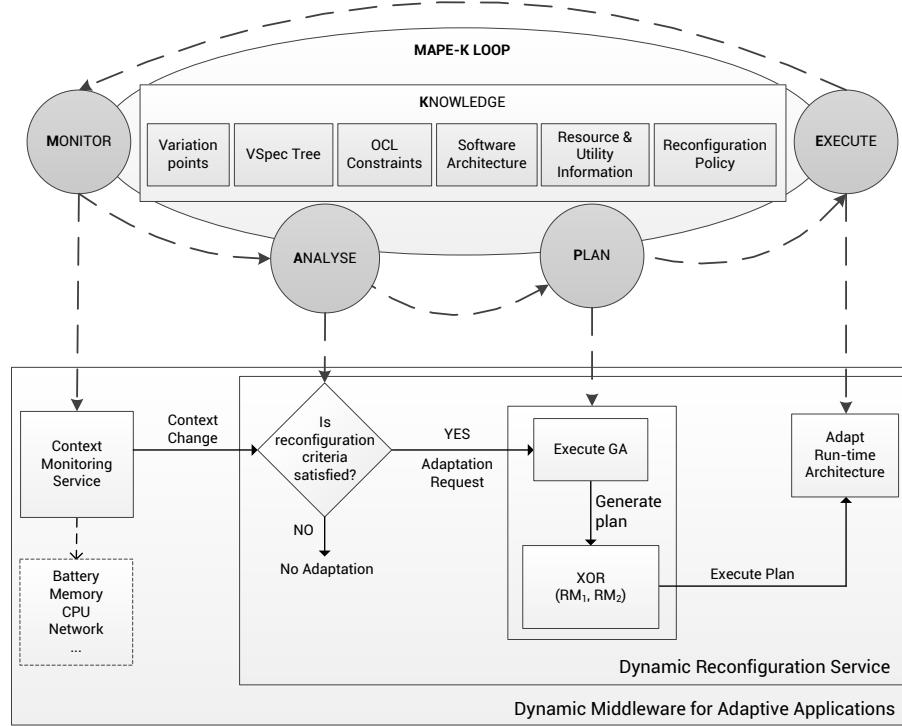 MAPE-K LOOP
KNOWLEDGE
MONITOR
EXECUTE
Variation
points
VSpec Tree
OCL
Constraints
Software
Architecture
Resource &
Utility
Information
Reconfiguration
Policy
ANALYSE
PLAN
Context
Monitoring
Service
Context
Change
Is
reconfiguration
criteria
satisfied?
YES
Adaptation
Request
Execute GA
Adapt
Run-time
Architecture
Generate
plan
NO
No Adaptation
XOR
(RM₁, RM₂)
Execute Plan
Battery
Memory
CPU
Network
...
Dynamic Reconfiguration Service
Dynamic Middleware for Adaptive Applications